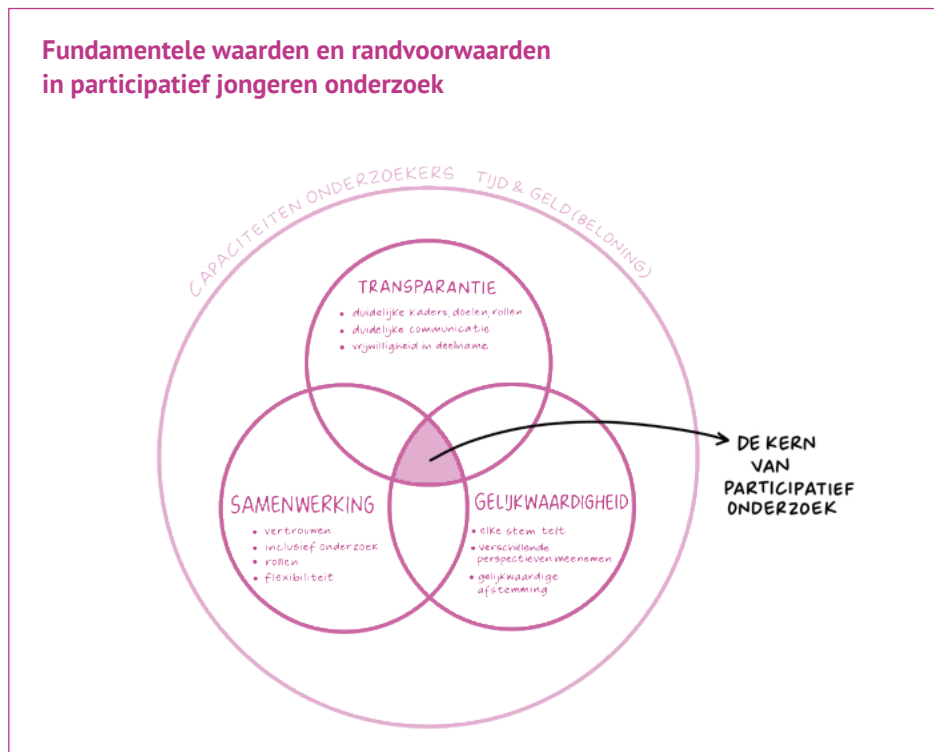 Fundamentele waarden en randvoorwaarden
in participatief jongeren onderzoek
CAPACITEITEN ONDERZOEKERS TIJD & GELD (BELONING)
TRANSPARANTIE
• duidelijke kaders, doelen, rollen
• duidelijke communicatie
• vrijwilligheid in deelname
SAMENWERKING
• vertrouwen
• inclusief onderzoek
• rollen
• flexibiliteit
GELIJKWAARDIGHEID
• elke stem telt
• verschillende
perspectieven meenemen
• gelijkwaardige
afstemming
DE KERN
VAN
PARTICIPATIEF
ONDERZOEK